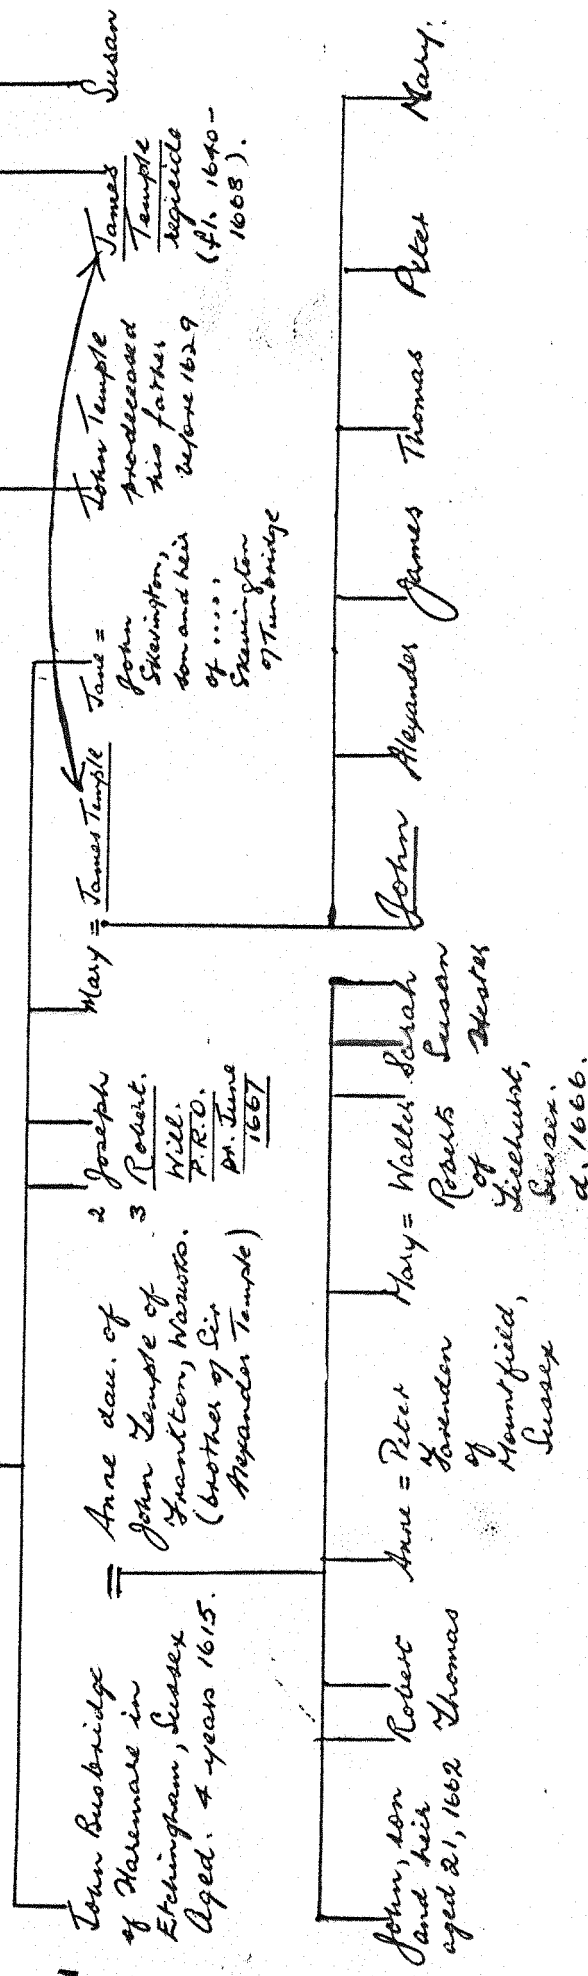 John Busbridge
of Haremare in
Etchingham, Sussex
Aged. 4 years 1615.
=
Anne dau. of
John Temple of
Frankton, Warwks.
(brother of Sir
Alexander Temple)
2 Joseph
3 Robert.
Will.
P.R.O.
Pr. June
1667
Mary = James Temple
Jane =
John
Skevington,
son and heir
of .....
Skevington
of Tunbridge
John Temple
predeceased
his father
before 1629
James
Temple
regicide
(fl. 1640-
1668).
Susan
John, son
and heir
aged 21, 1662
Robert
Thomas
Anne = Peter
Farenden
of
Mountfield,
Sussex
Mary = Walter
Roberts
of
Ticehurst,
Sussex.
d. 1666.
Sarah
Susan
Hester
John
Alexander
James
Thomas
Peter
Mary.